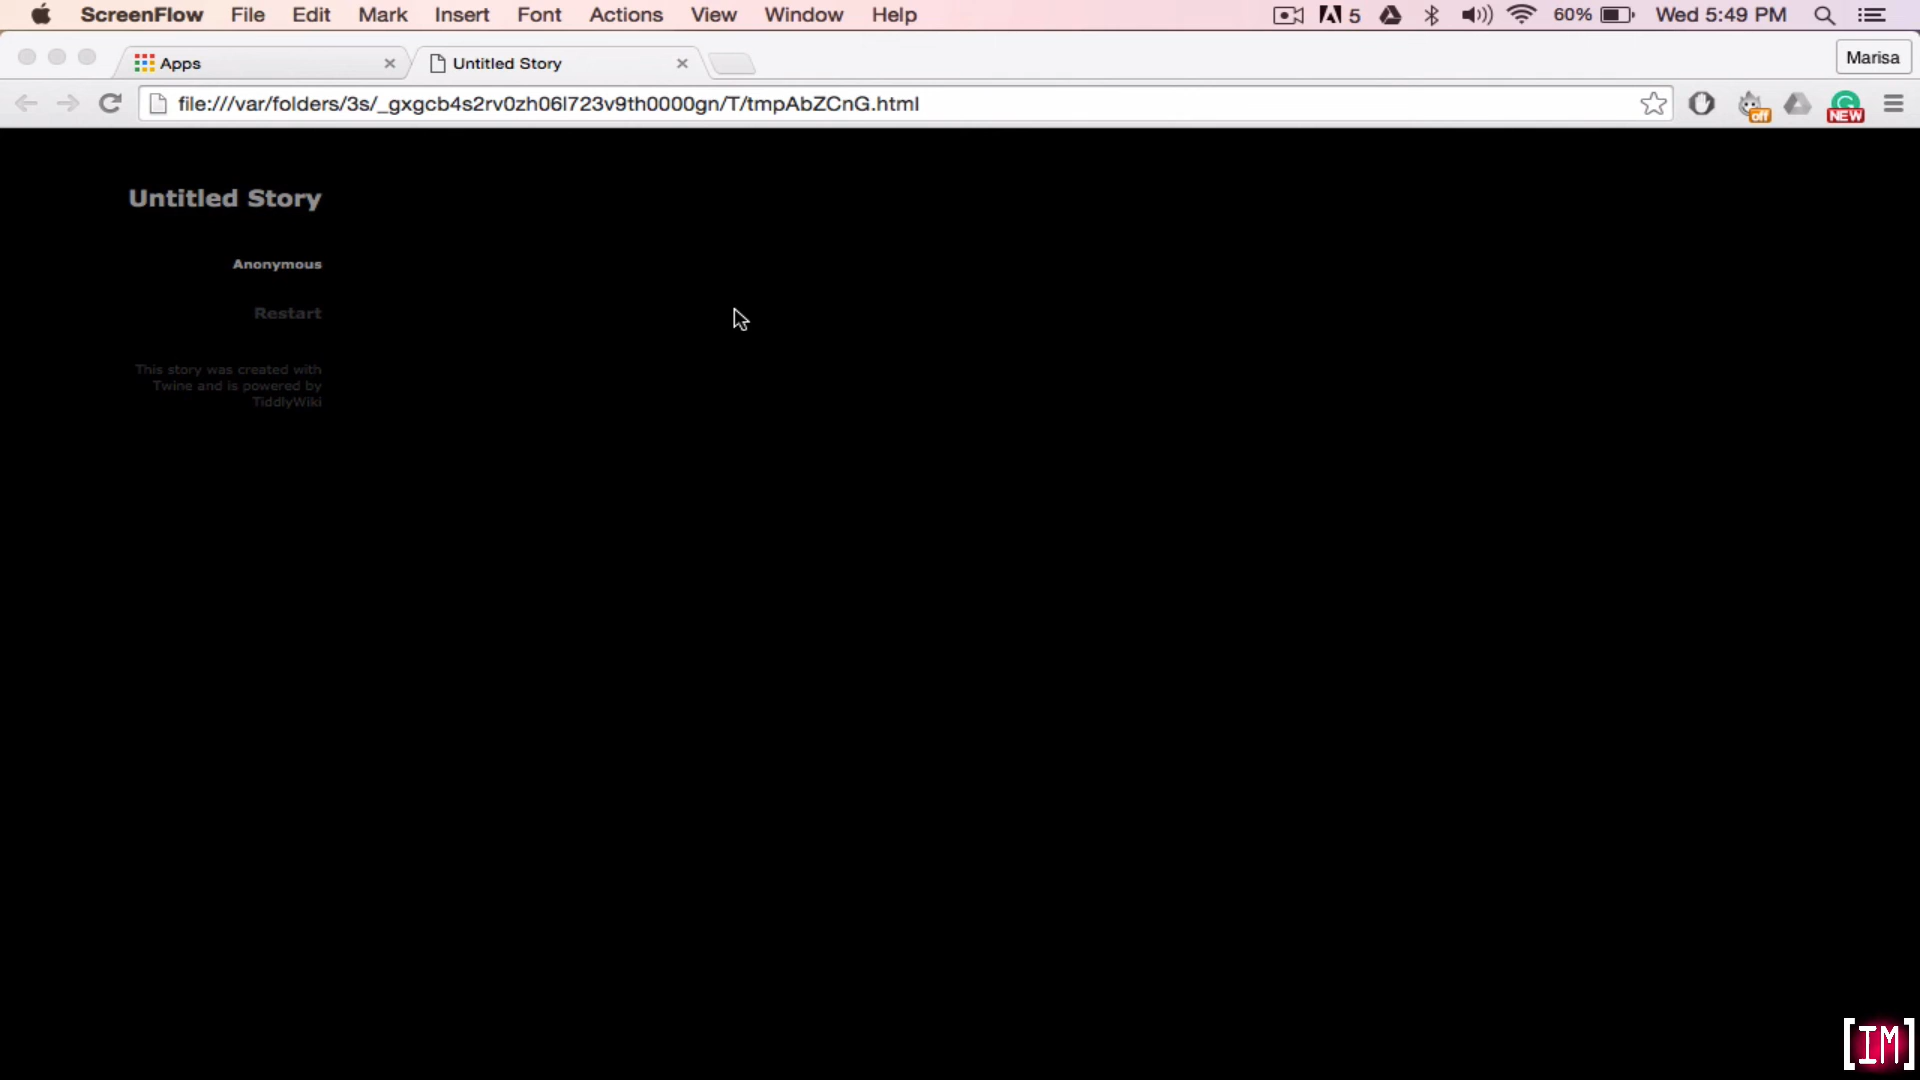 ScreenFlow File Edit Mark Insert Font Actions View Window Help 5 60% Wed 5:49 PM
Apps Untitled Story Marisa
file:///var/folders/3s/_gxgcb4s2rv0zh06l723v9th0000gn/T/tmpAbZCnG.html off NEW
Untitled Story
Anonymous
Restart
This story was created with
Twine and is powered by
TiddlyWiki
[IM]